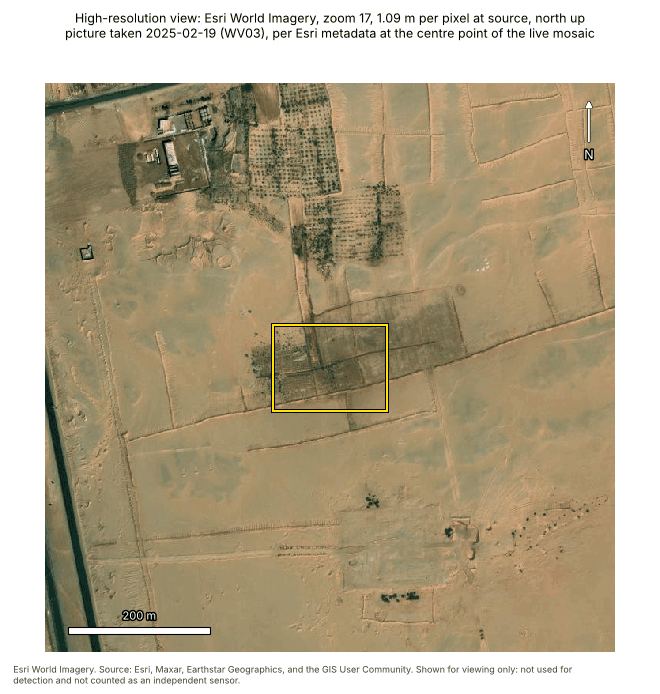 High-resolution view: Esri World Imagery, zoom 17, 1.09 m per pixel at source, north up
picture taken 2025-02-19 (WV03), per Esri metadata at the centre point of the live mosaic
N
200 m
Esri World Imagery. Source: Esri, Maxar, Earthstar Geographics, and the GIS User Community. Shown for viewing only: not used for
detection and not counted as an independent sensor.